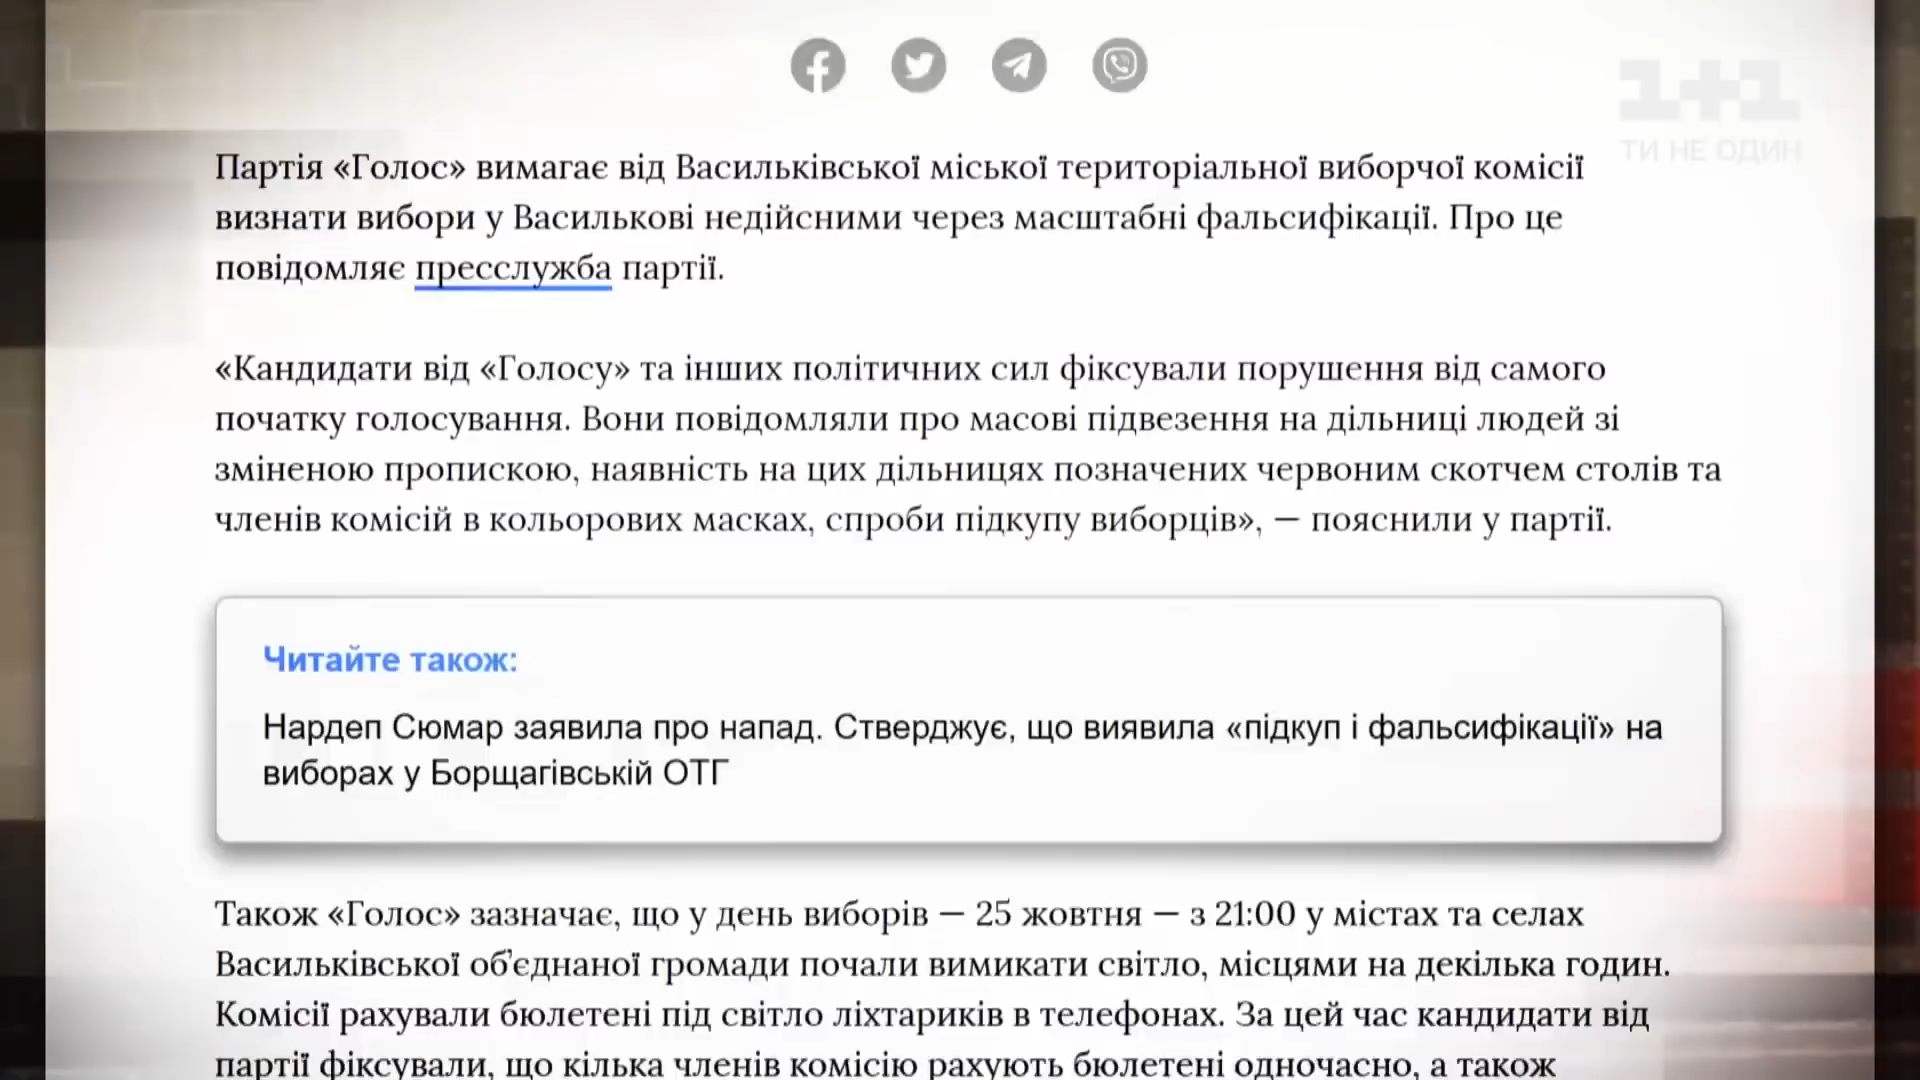 1+1
ТИ НЕ ОДИН
Партія «Голос» вимагає від Васильківської міської територіальної виборчої комісії
визнати вибори у Василькові недійсними через масштабні фальсифікації. Про це
повідомляє пресслужба партії.
«Кандидати від «Голосу» та інших політичних сил фіксували порушення від самого
початку голосування. Вони повідомляли про масові підвезення на дільниці людей зі
зміненою пропискою, наявність на цих дільницях позначених червоним скотчем столів та
членів комісій в кольорових масках, спроби підкупу виборців», — пояснили у партії.
Читайте також:
Нардеп Сюмар заявила про напад. Стверджує, що виявила «підкуп і фальсифікації» на
виборах у Борщагівській ОТГ
Також «Голос» зазначає, що у день виборів — 25 жовтня — з 21:00 у містах та селах
Васильківської об’єднаної громади почали вимикати світло, місцями на декілька годин.
Комісії рахували бюлетені під світло ліхтариків в телефонах. За цей час кандидати від
партії фіксували, що кілька членів комісію рахують бюлетені одночасно, а також